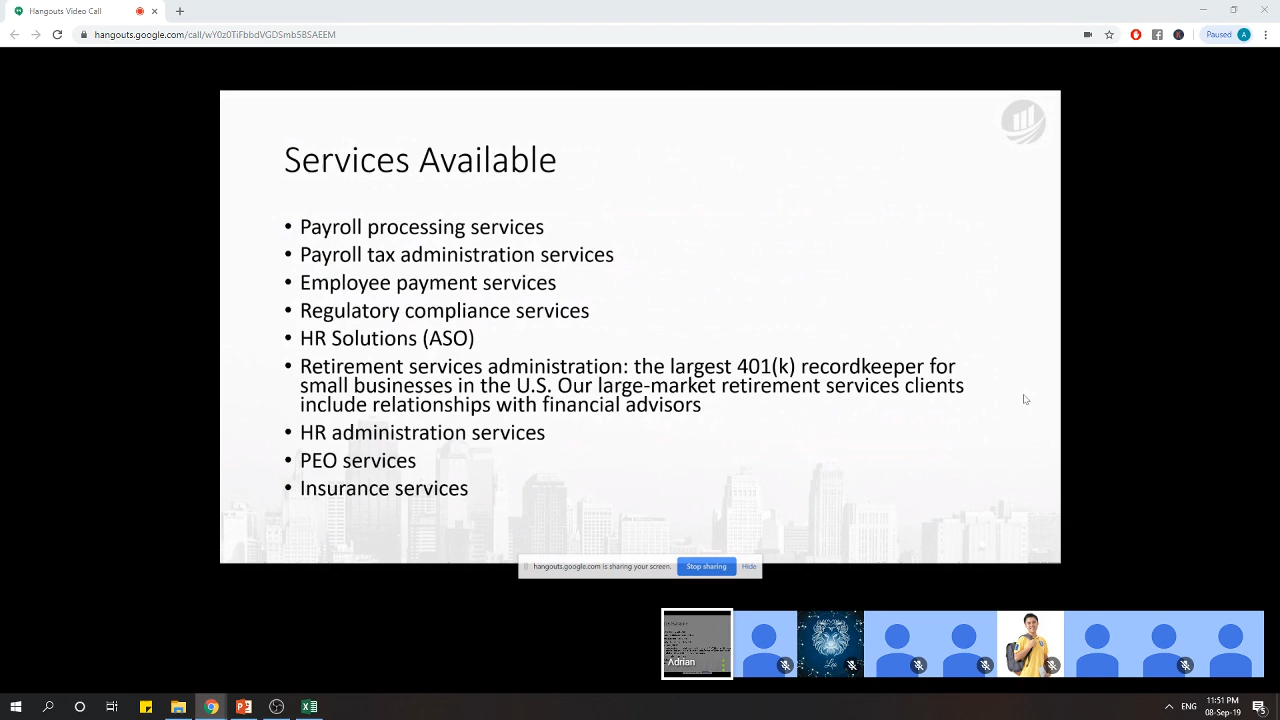 Hangouts Video Call
hangouts.google.com/call/wY0z0TiFbbdVGDSmb5BSAEEM
Paused
A
Services Available
• Payroll processing services
• Payroll tax administration services
• Employee payment services
• Regulatory compliance services
• HR Solutions (ASO)
• Retirement services administration: the largest 401(k) recordkeeper for
small businesses in the U.S. Our large-market retirement services clients
include relationships with financial advisors
• HR administration services
• PEO services
• Insurance services
hangouts.google.com is sharing your screen.
Stop sharing
Hide
Adrian
ENG
11:51 PM
08-Sep-19